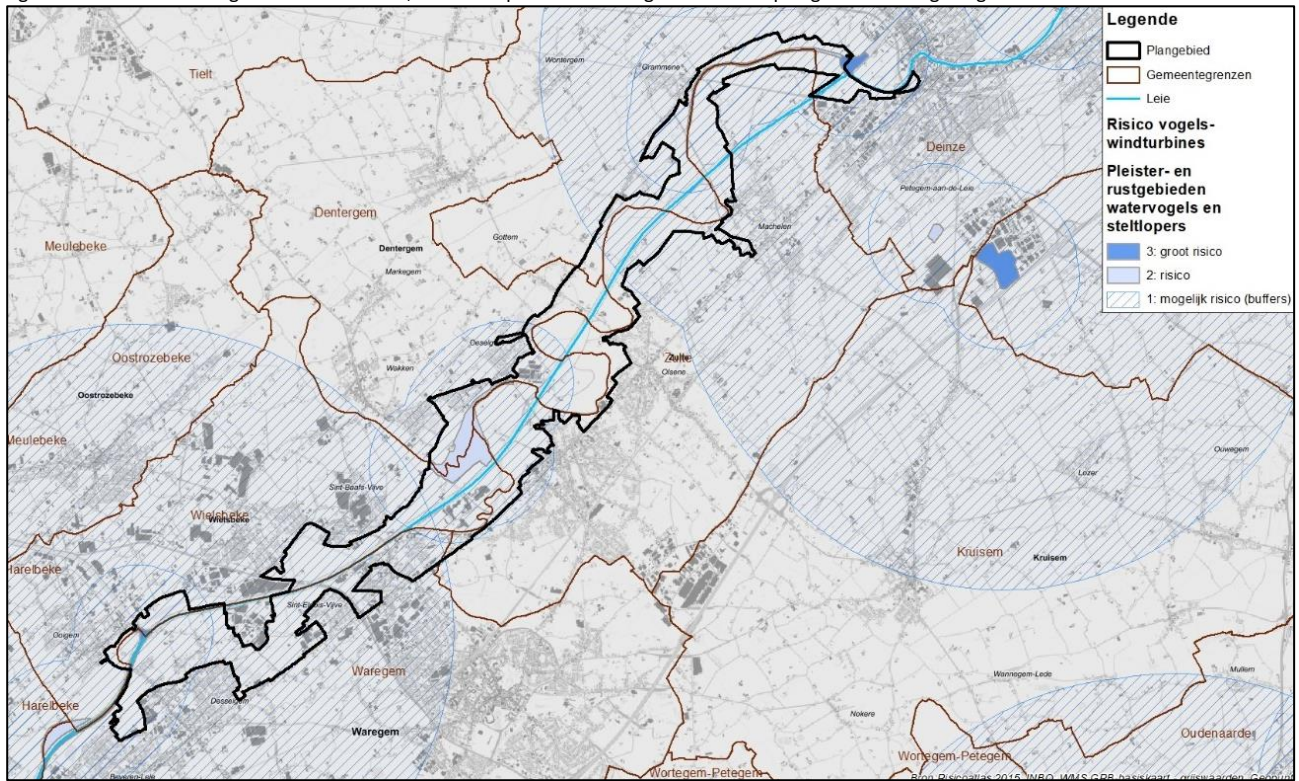 Legende
Plangebied
Gemeentegrenzen
Leie
Risico vogels-
windturbines
Pleister- en
rustgebieden
watervogels en
steltlopers
3: groot risico
2: risico
1: mogelijk risico (buffers)
Tielt
Wontergem
Grammene
Deinze
Petegem-aan-de-Leie
Meulebeke
Dentergem
Dentergem
Markegem
Gottem
Machelen
Oostrozebeke
Oostrozebeke
Oeselgem
Wakken
Zulte
Olsene
Meulebeke
Sint-Baafs-Vijve
Wielsbeke
Wielsbeke
Ouwegem
Lozer
Kruisem
Kruisem
Harelbeke
Sint-Eloois-Vijve
Ooigem
Waregem
Wannegem-Lede
Mullem
Harelbeke
Desselgem
Nokere
Waregem
Oudenaarde
Wortegem-Petegem
Wortegem-Petegem
Beveren-Leie